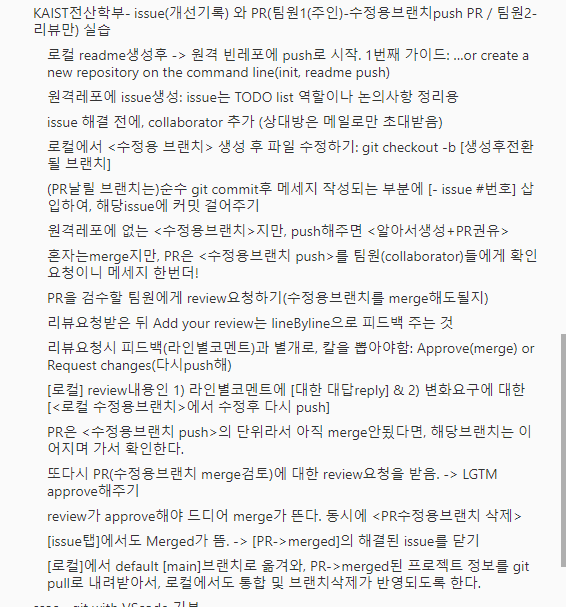 KAIST전산학부- issue(개선기록) 와 PR(팀원1(주인)-수정용브랜치push PR / 팀원2-
리뷰만) 실습
로컬 readme생성후 -> 원격 빈레포에 push로 시작. 1번째 가이드: …or create a
new repository on the command line(init, readme push)
원격레포에 issue생성: issue는 TODO list 역할이나 논의사항 정리용
issue 해결 전에, collaborator 추가 (상대방은 메일로만 초대받음)
로컬에서 <수정용 브랜치> 생성 후 파일 수정하기: git checkout -b [생성후전환
될 브랜치]
(PR날릴 브랜치는)순수 git commit후 메세지 작성되는 부분에 [- issue #번호] 삽
입하여, 해당issue에 커밋 걸어주기
원격레포에 없는 <수정용브랜치>지만, push해주면 <알아서생성+PR권유>
혼자는merge지만, PR은 <수정용브랜치 push>를 팀원(collaborator)들에게 확인
요청이니 메세지 한번더!
PR을 검수할 팀원에게 review요청하기(수정용브랜치를 merge해도될지)
리뷰요청받은 뒤 Add your review는 lineByline으로 피드백 주는 것
리뷰요청시 피드백(라인별코멘트)과 별개로, 칼을 뽑아야함: Approve(merge) or
Request changes(다시push해)
[로컬] review내용인 1) 라인별코멘트에 [대한 대답reply] & 2) 변화요구에 대한
[<로컬 수정용브랜치>에서 수정후 다시 push]
PR은 <수정용브랜치 push>의 단위라서 아직 merge안됬다면, 해당브랜치는 이
어지며 가서 확인한다.
또다시 PR(수정용브랜치 merge검토)에 대한 review요청을 받음. -> LGTM
approve해주기
review가 approve해야 드디어 merge가 뜬다. 동시에 <PR수정용브랜치 삭제>
[issue탭]에서도 Merged가 뜸. -> [PR->merged]의 해결된 issue를 닫기
[로컬]에서 default [main]브랜치로 옮겨와, PR->merged된 프로젝트 정보를 git
pull로 내려받아서, 로컬에서도 통합 및 브랜치삭제가 반영되도록 한다.